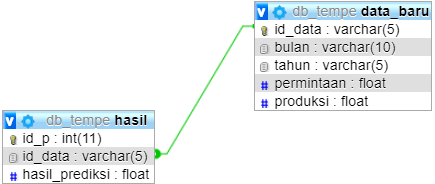 db_tempe data_baru
id_data : varchar(5)
bulan : varchar(10)
tahun : varchar(5)
permintaan : float
produksi : float
db_tempe hasil
id_p : int(11)
id_data : varchar(5)
hasil_prediksi : float